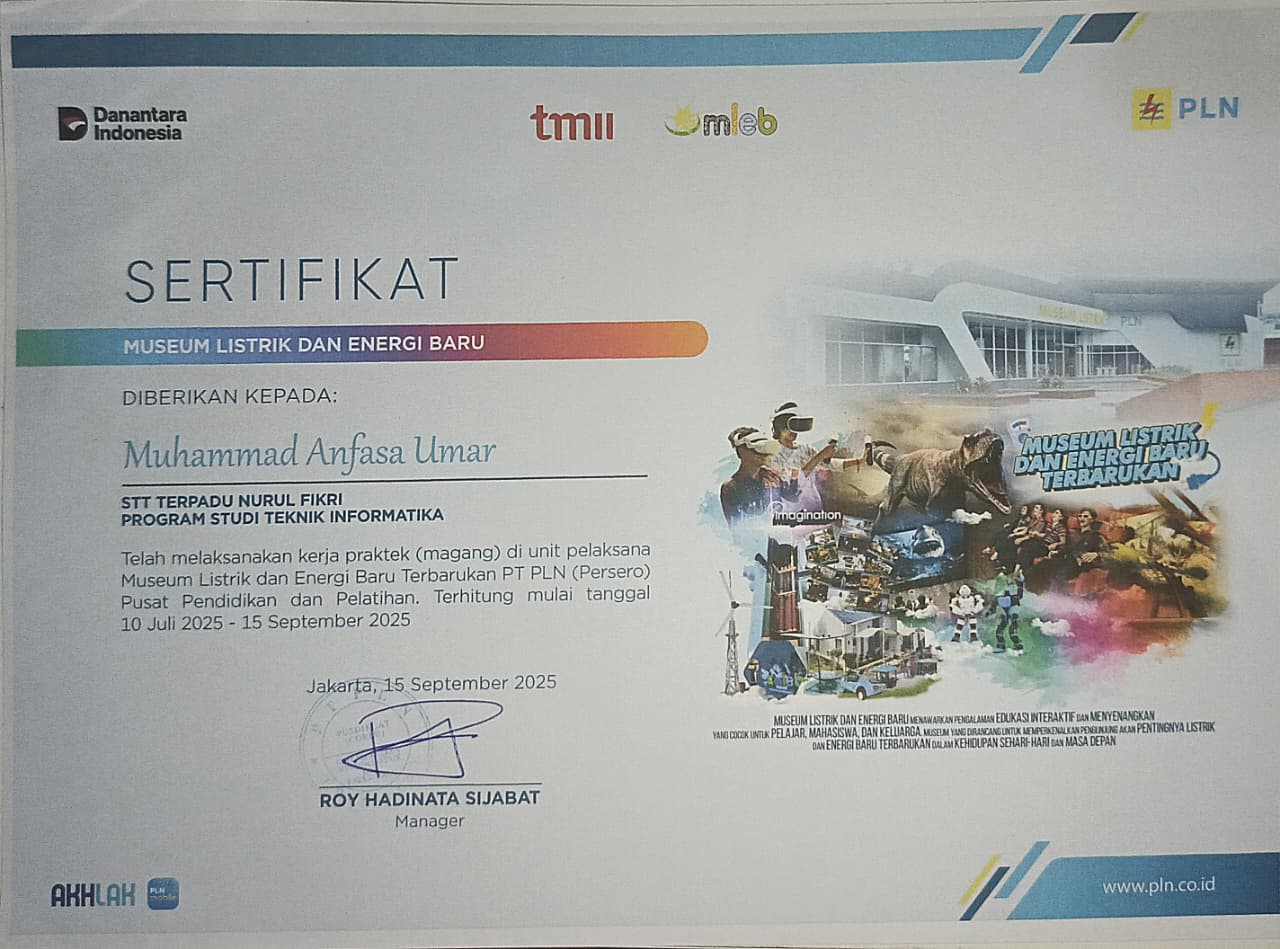 Danantara
Indonesia
tmii
mleb
PLN
SERTIFIKAT
MUSEUM LISTRIK DAN ENERGI BARU
DIBERIKAN KEPADA:
Muhammad Anfasa Umar
STT TERPADU NURUL FIKRI
PROGRAM STUDI TEKNIK INFORMATIKA
Telah melaksanakan kerja praktek (magang) di unit pelaksana
Museum Listrik dan Energi Baru Terbarukan PT PLN (Persero)
Pusat Pendidikan dan Pelatihan. Terhitung mulai tanggal
10 Juli 2025 - 15 September 2025
Jakarta, 15 September 2025
ROY HADINATA SIJABAT
Manager
MUSEUM LISTRIK
PLN
MUSEUM LISTRIK
DAN ENERGI BARU
TERBARUKAN
imagination
MUSEUM LISTRIK DAN ENERGI BARU MENAWARKAN PENGALAMAN EDUKASI INTERAKTIF DAN MENYENANGKAN
YANG COCOK UNTUK PELAJAR, MAHASISWA, DAN KELUARGA. MUSEUM YANG DIRANCANG UNTUK MEMPERKENALKAN PENGUNJUNG AKAN PENTINGNYA LISTRIK
DAN ENERGI BARU TERBARUKAN DALAM KEHIDUPAN SEHARI-HARI DAN MASA DEPAN
AKHLAK
PLN
mobile
www.pln.co.id